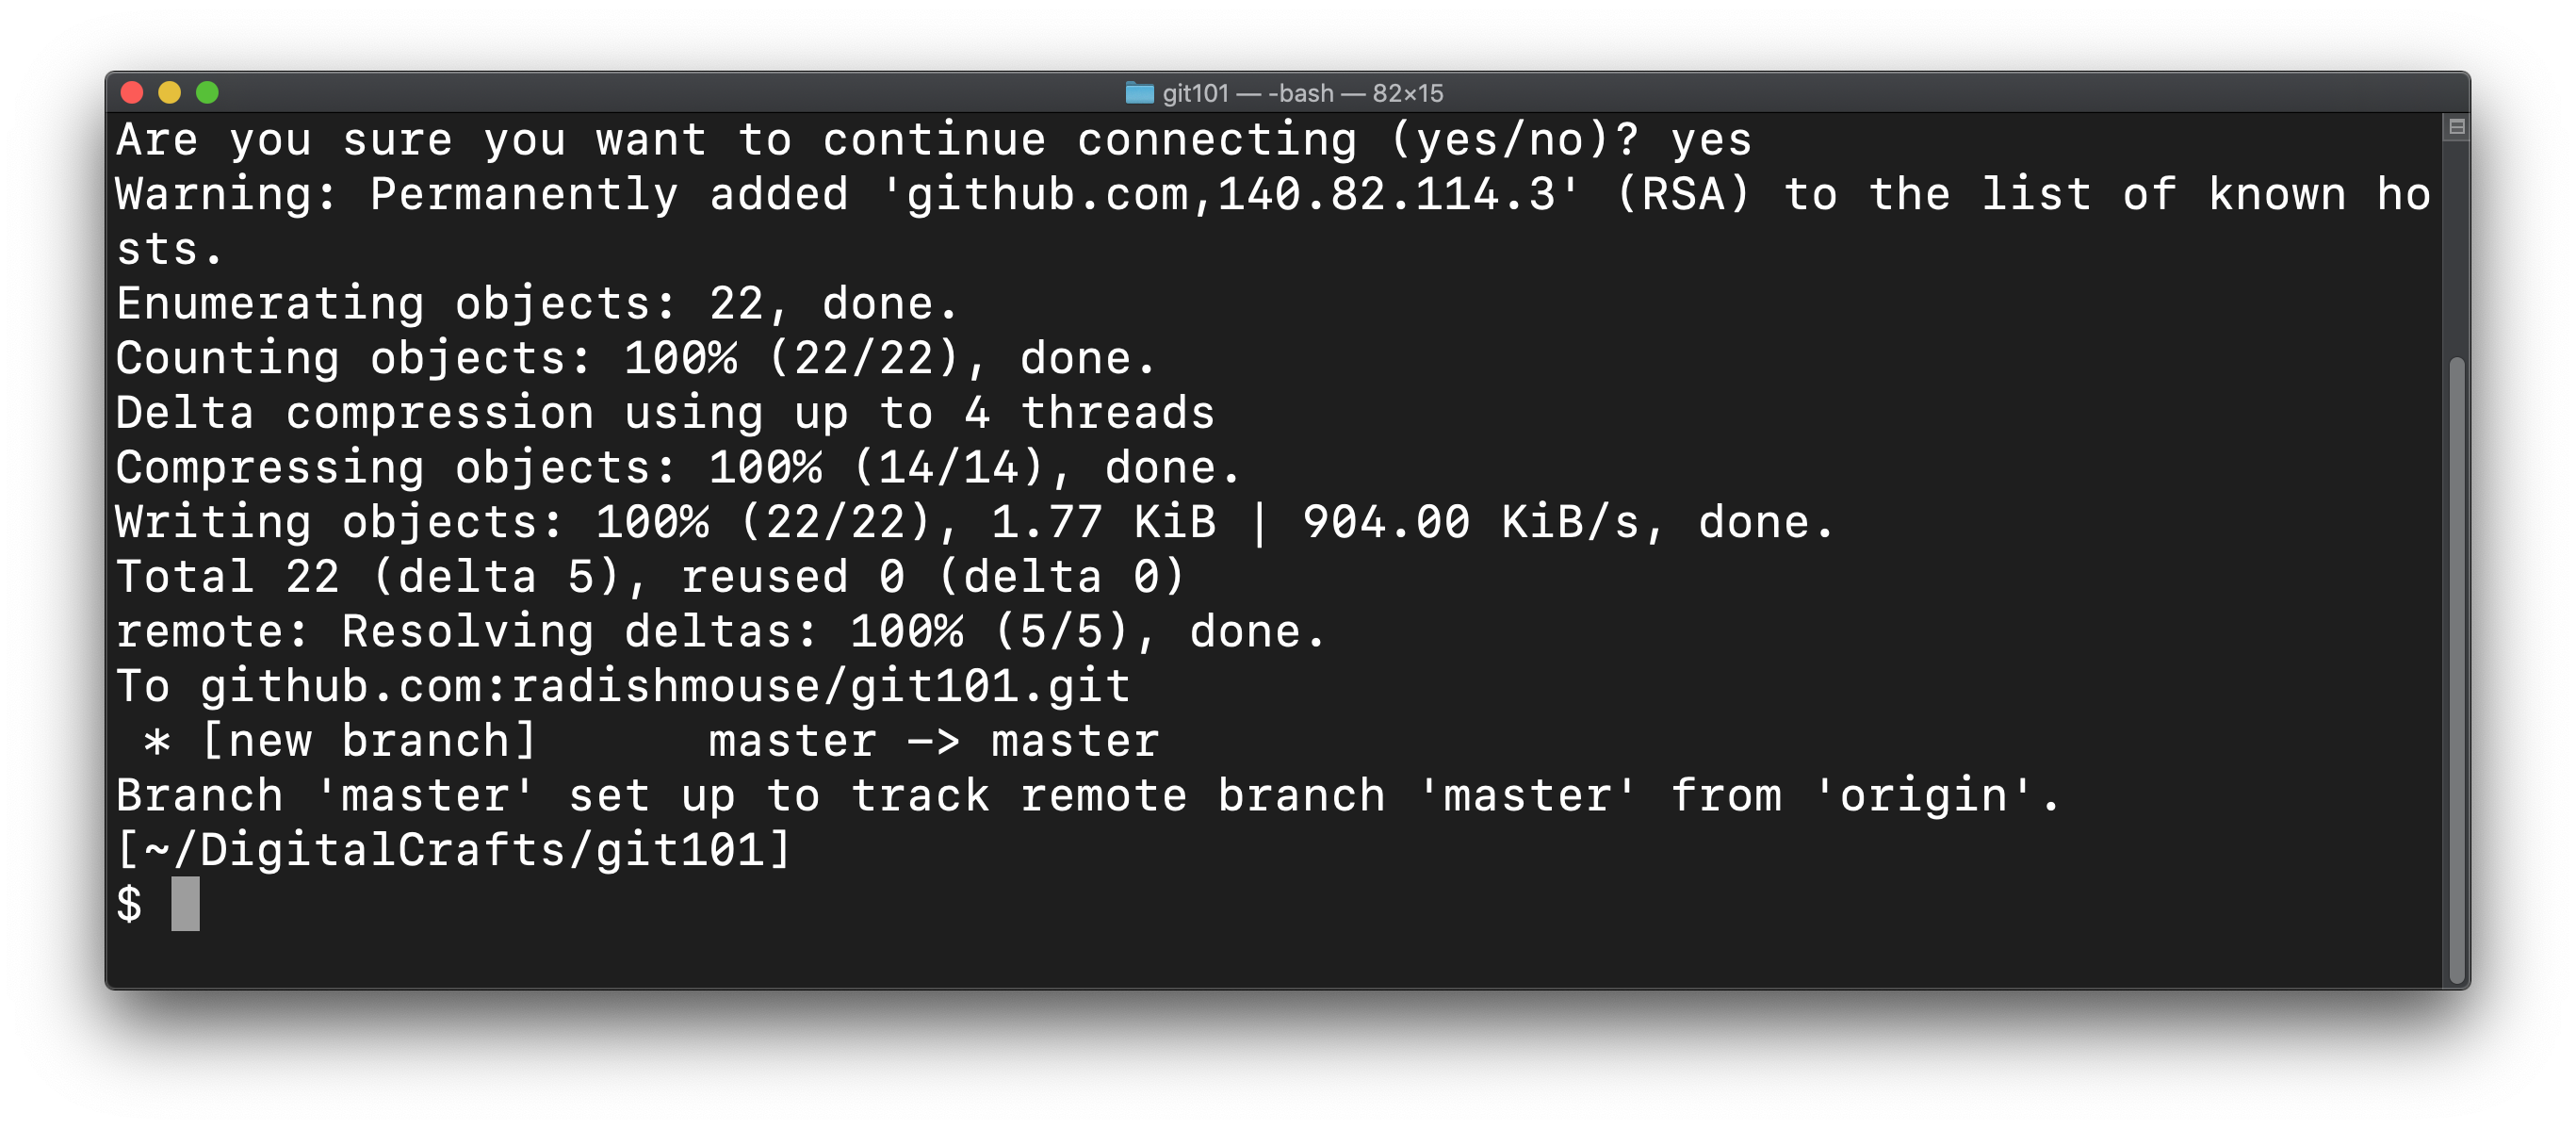 git101 — -bash — 82×15
Are you sure you want to continue connecting (yes/no)? yes
Warning: Permanently added 'github.com,140.82.114.3' (RSA) to the list of known ho
sts.
Enumerating objects: 22, done.
Counting objects: 100% (22/22), done.
Delta compression using up to 4 threads
Compressing objects: 100% (14/14), done.
Writing objects: 100% (22/22), 1.77 KiB | 904.00 KiB/s, done.
Total 22 (delta 5), reused 0 (delta 0)
remote: Resolving deltas: 100% (5/5), done.
To github.com:radishmouse/git101.git
 * [new branch]      master -> master
Branch 'master' set up to track remote branch 'master' from 'origin'.
[~/DigitalCrafts/git101]
$